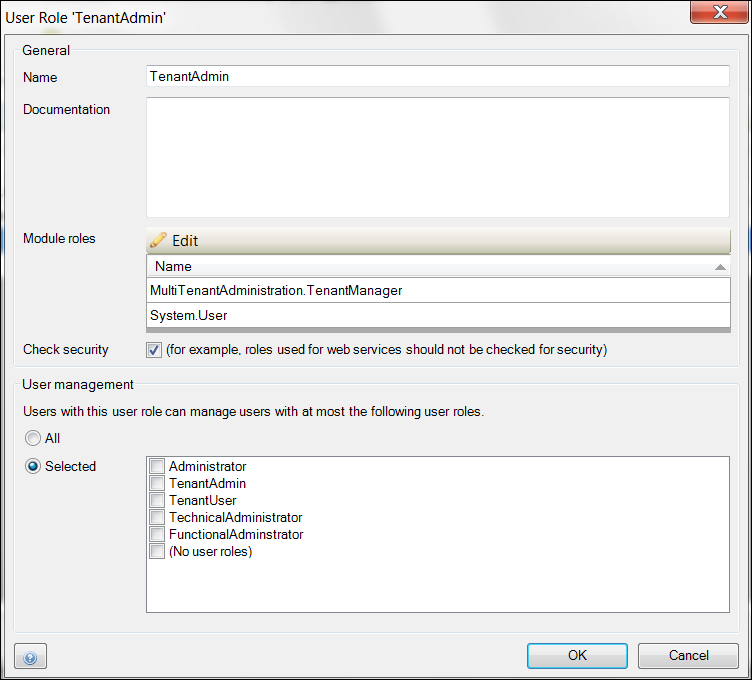 User Role 'TenantAdmin'
General
Name
TenantAdmin
Documentation
Module roles
Edit
Name
MultiTenantAdministration.TenantManager
System.User
Check security
(for example, roles used for web services should not be checked for security)
User management
Users with this user role can manage users with at most the following user roles.
All
Selected
Administrator
TenantAdmin
TenantUser
TechnicalAdministrator
FunctionalAdminstrator
(No user roles)
?
OK
Cancel